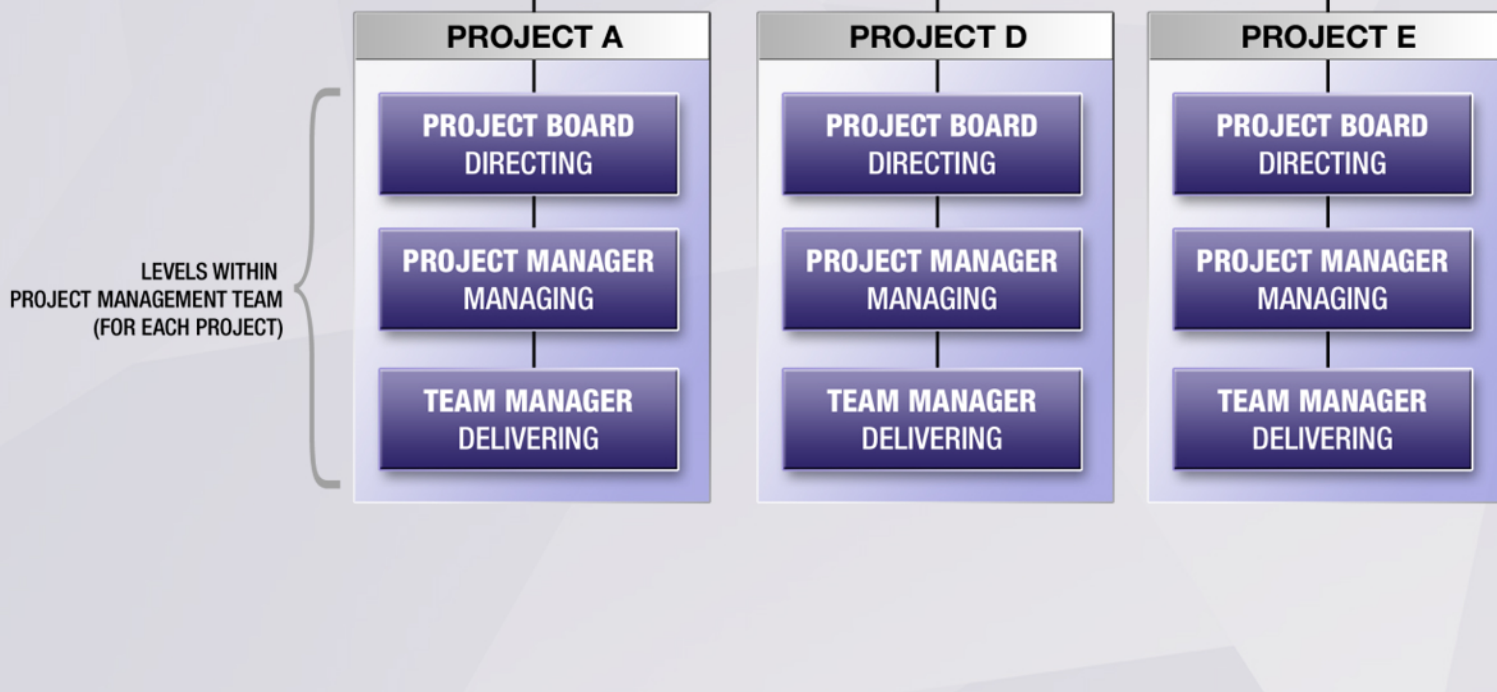 PROJECT A
PROJECT BOARD
DIRECTING
PROJECT MANAGER
MANAGING
TEAM MANAGER
DELIVERING
PROJECT D
PROJECT BOARD
DIRECTING
PROJECT MANAGER
MANAGING
TEAM MANAGER
DELIVERING
PROJECT E
PROJECT BOARD
DIRECTING
PROJECT MANAGER
MANAGING
TEAM MANAGER
DELIVERING
LEVELS WITHIN
PROJECT MANAGEMENT TEAM
(FOR EACH PROJECT)